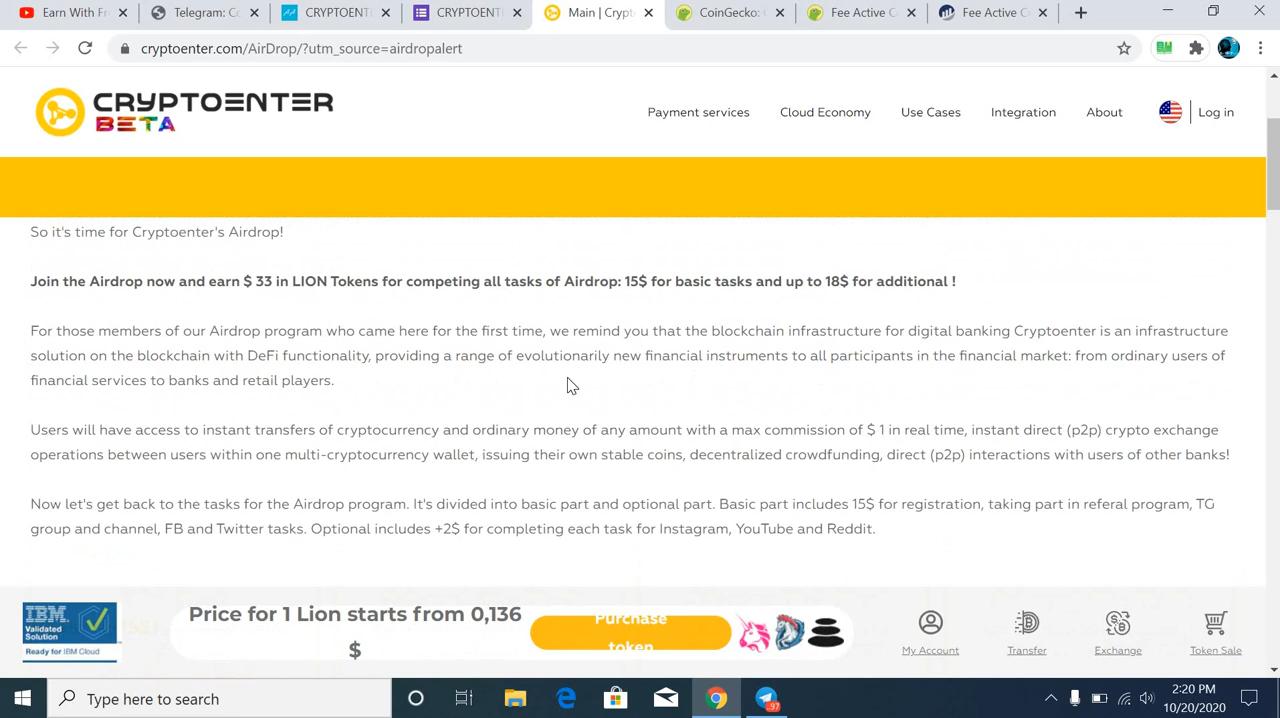 Earn With Fr
Telegram: Co
CRYPTOENT
CRYPTOENT
Main | Crypt
CoinGecko: C
Fee Active C
Fee Active C
cryptoenter.com/AirDrop/?utm_source=airdropalert
CRYPTOENTER
BETA
Payment services
Cloud Economy
Use Cases
Integration
About
Log in
So it's time for Cryptoenter's Airdrop!
Join the Airdrop now and earn $ 33 in LION Tokens for competing all tasks of Airdrop: 15$ for basic tasks and up to 18$ for additional !
For those members of our Airdrop program who came here for the first time, we remind you that the blockchain infrastructure for digital banking Cryptoenter is an infrastructure
solution on the blockchain with DeFi functionality, providing a range of evolutionarily new financial instruments to all participants in the financial market: from ordinary users of
financial services to banks and retail players.
Users will have access to instant transfers of cryptocurrency and ordinary money of any amount with a max commission of $ 1 in real time, instant direct (p2p) crypto exchange
operations between users within one multi-cryptocurrency wallet, issuing their own stable coins, decentralized crowdfunding, direct (p2p) interactions with users of other banks!
Now let's get back to the tasks for the Airdrop program. It's divided into basic part and optional part. Basic part includes 15$ for registration, taking part in referal program, TG
group and channel, FB and Twitter tasks. Optional includes +2$ for completing each task for Instagram, YouTube and Reddit.
IBM
Validated
Solution
Ready for IBM Cloud
Price for 1 Lion starts from 0,136
$
Purchase
token
My Account
Transfer
Exchange
Token Sale
Type here to search
97
2:20 PM
10/20/2020